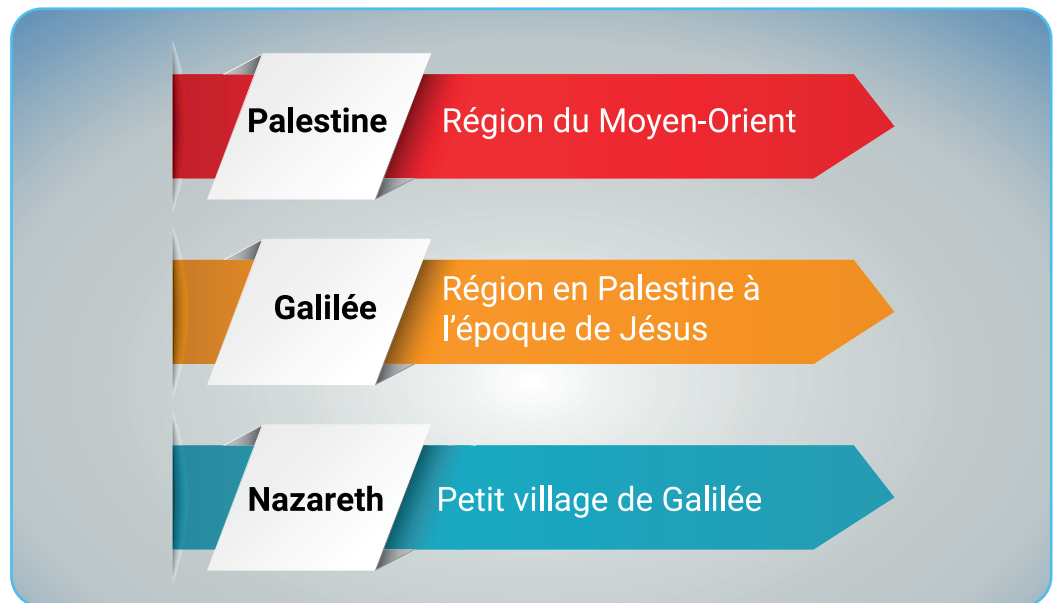 Palestine
Région du Moyen-Orient
Galilée
Région en Palestine à
l'époque de Jésus
Nazareth
Petit village de Galilée